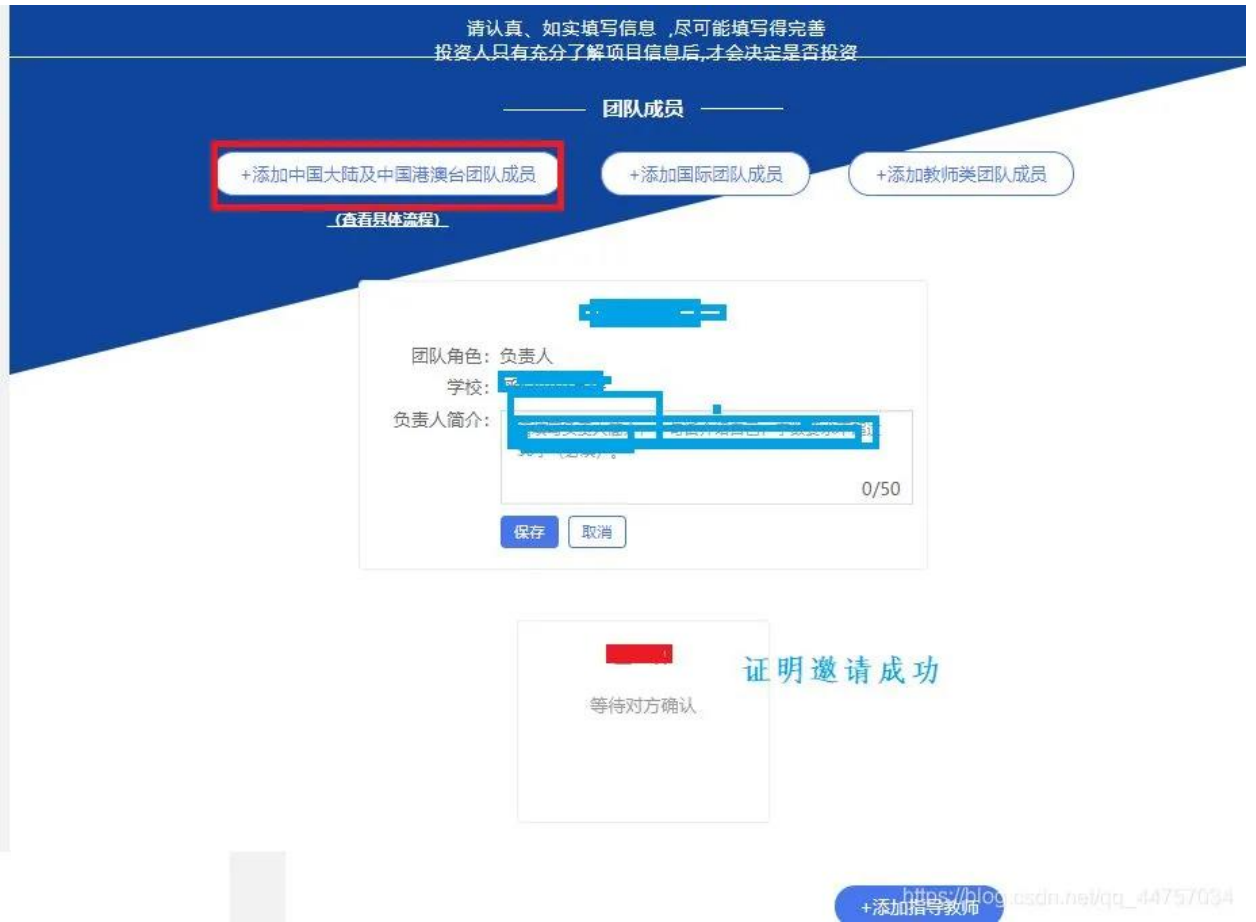 请认真、如实填写信息 ,尽可能填写得完善
投资人只有充分了解项目信息后,才会决定是否投资
团队成员
+添加中国大陆及中国港澳台团队成员
+添加国际团队成员
+添加教师类团队成员
(查看具体流程)
团队角色: 负责人
学校:
负责人简介:
0/50
保存
取消
证明邀请成功
等待对方确认
+添加指导教师
https://blog.csdn.net/qq_44757034